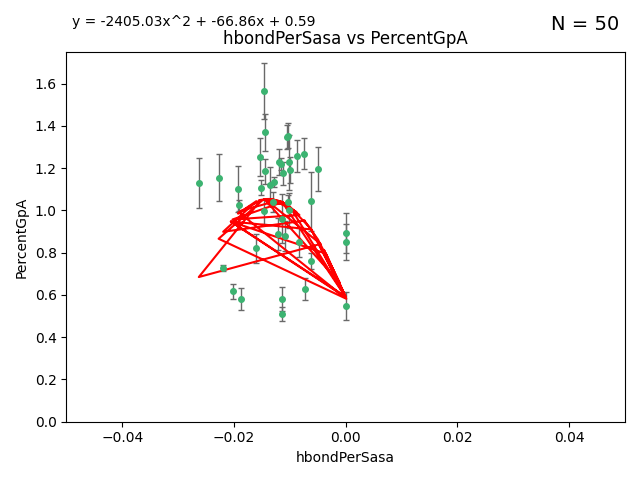 y = -2405.03x^2 + -66.86x + 0.59
N = 50
hbondPerSasa vs PercentGpA
PercentGpA
1.6
1.4
1.2
1.0
0.8
0.6
0.4
0.2
0.0
−0.04
−0.02
0.00
0.02
0.04
hbondPerSasa